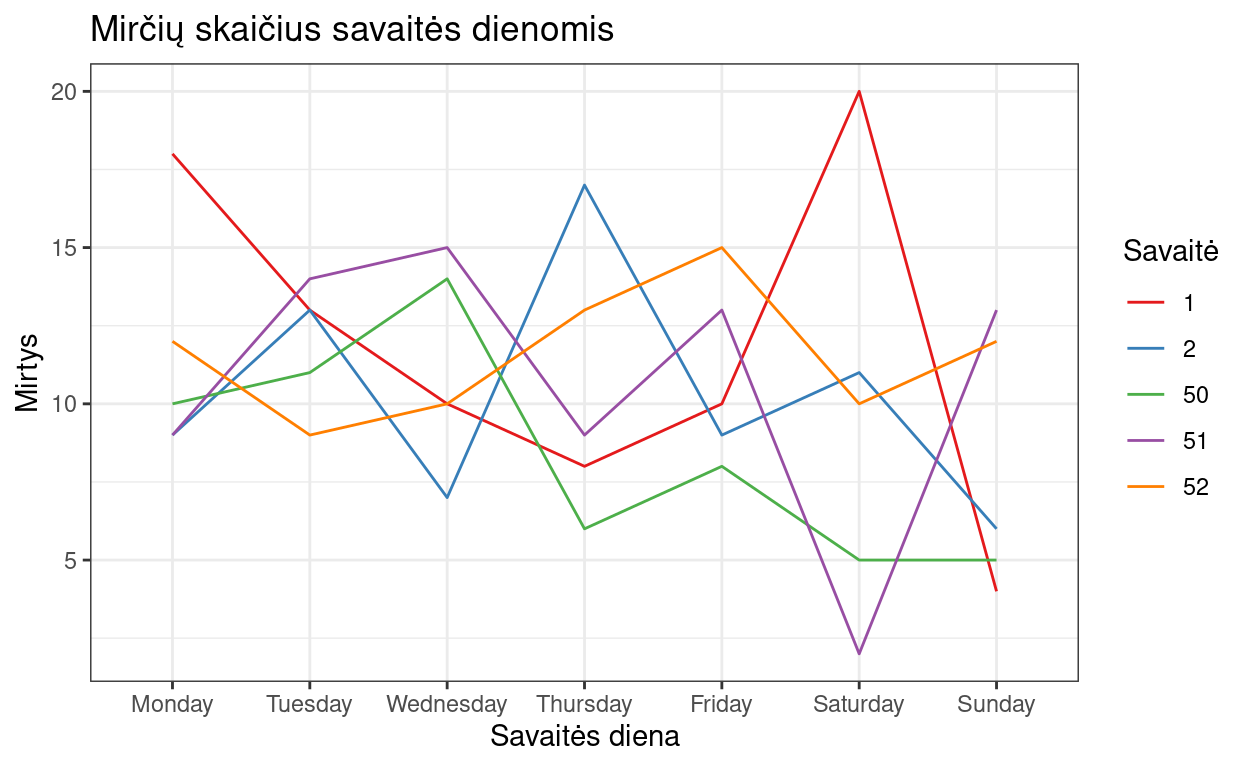 Mirčių skaičius savaitės dienomis
Mirtys
20
15
10
5
Monday Tuesday Wednesday Thursday Friday Saturday Sunday
Savaitės diena
Savaitė
1
2
50
51
52